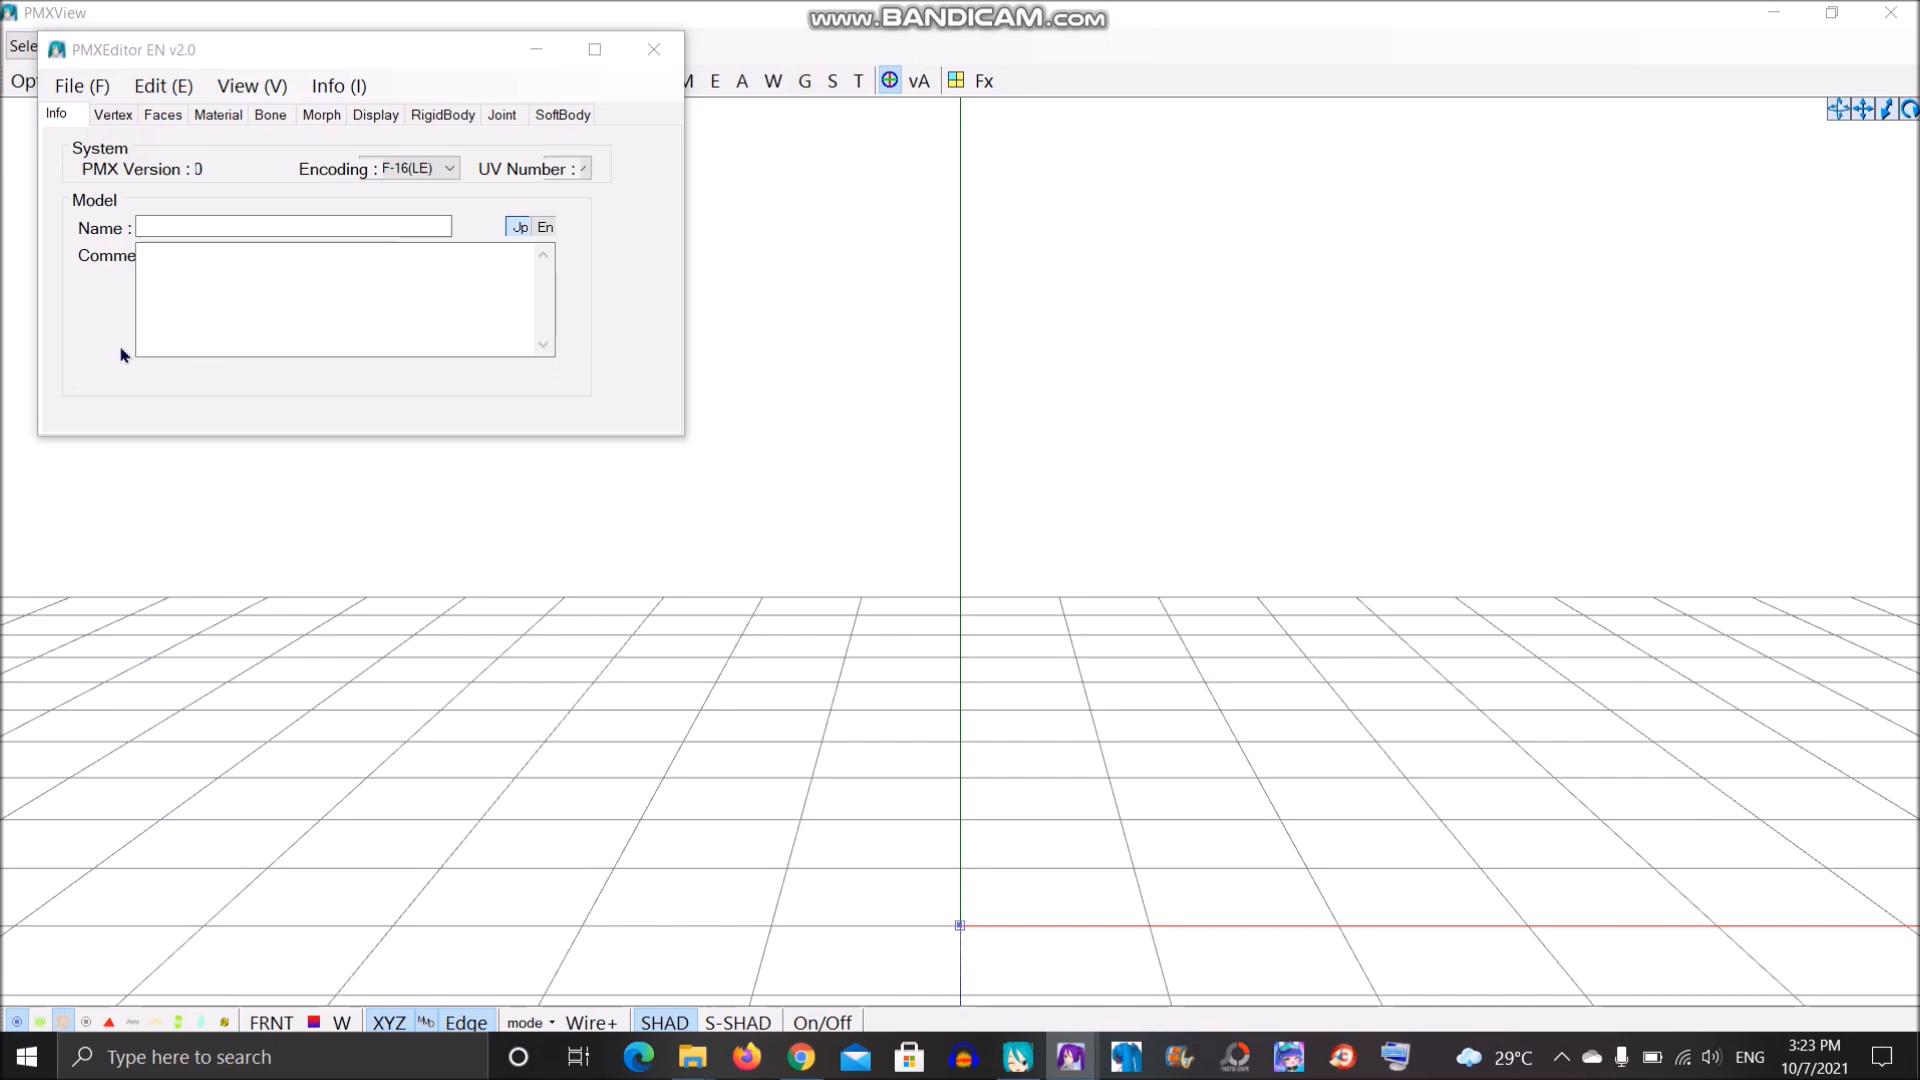 PMXView
www.BANDICAM.com
Sele
PMXEditor EN v2.0
Op
E A W G S T vA Fx
File (F) Edit (E) View (V) Info (I)
Info Vertex Faces Material Bone Morph Display RigidBody Joint SoftBody
System
PMX Version : 0 Encoding : F-16(LE) UV Number :
Model
Name : Jp En
Comme
FRNT W XYZ Edge mode Wire+ SHAD S-SHAD On/Off
Type here to search
29°C ENG
3:23 PM
10/7/2021